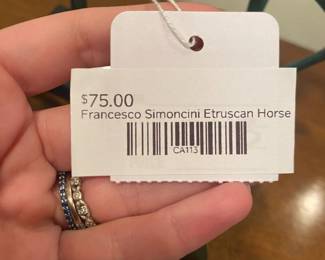 $75.00
Francesco Simoncini Etruscan Horse
CA113